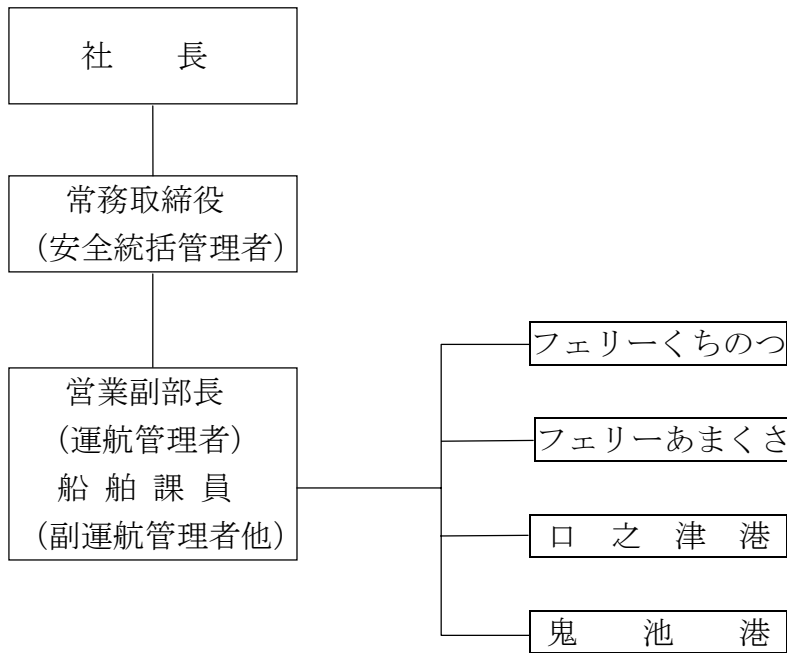 社　　長
常務取締役
（安全統括管理者）
営業副部長
（運航管理者）
船 舶 課 員
（副運航管理者他）
フェリーくちのつ
フェリーあまくさ
口　之　津　港
鬼　　池　　港